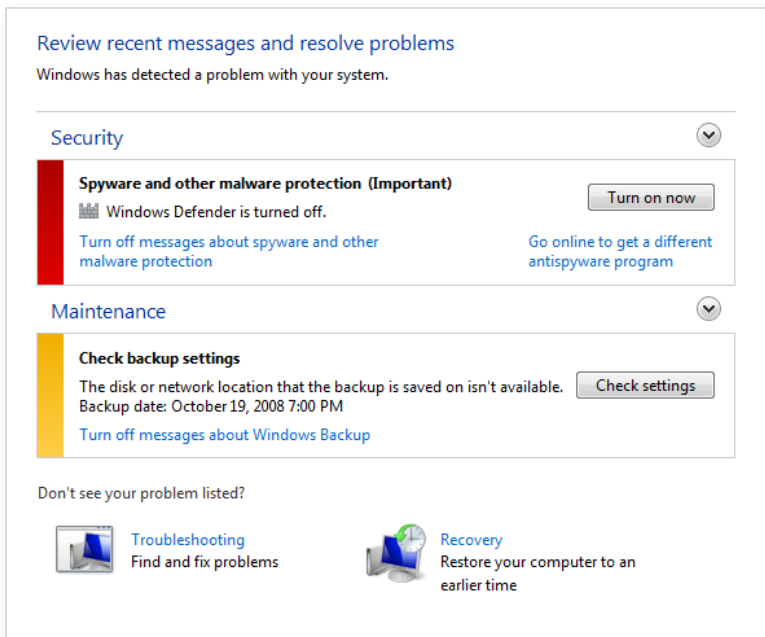 Review recent messages and resolve problems
Windows has detected a problem with your system.
Security
Spyware and other malware protection (Important)
Windows Defender is turned off.
Turn on now
Turn off messages about spyware and other
malware protection
Go online to get a different
antispyware program
Maintenance
Check backup settings
The disk or network location that the backup is saved on isn't available.
Backup date: October 19, 2008 7:00 PM
Check settings
Turn off messages about Windows Backup
Don't see your problem listed?
Troubleshooting
Find and fix problems
Recovery
Restore your computer to an
earlier time